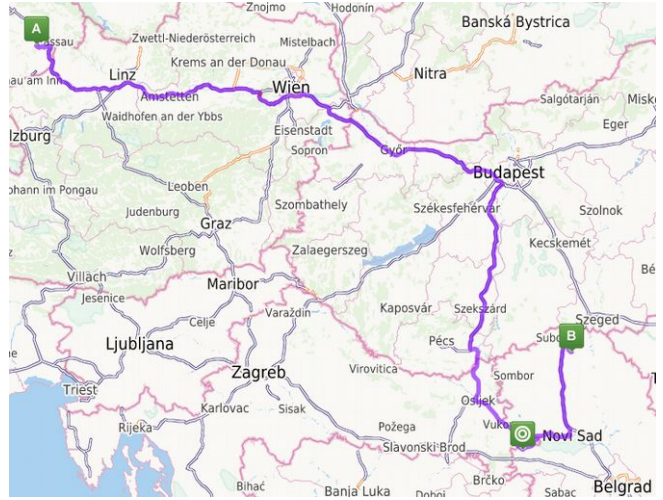 Znojmo
Hodonín
Banská Bystrica
A
Zwettl-Niederösterreich
Mistelbach
Krems an der Donau
Linz
Wien
Nitra
Amstetten
Salgótarján
Waidhofen an der Ybbs
Eger
Eisenstadt
Sopron
Győr
Budapest
Leoben
Judenburg
Szombathely
Székesfehérvár
Szolnok
Graz
Wolfsberg
Zalaegerszeg
Kecskemét
Villach
Maribor
Jesenice
Kaposvár
Szekszárd
Celje
Varaždin
Szeged
B
Ljubljana
Pécs
Zagreb
Virovitica
Sombor
Triest
Karlovac
Sisak
Osijek
Rijeka
Požega
Novi Sad
Slavonski Brod
Brčko
Belgrad
Bihać
Banja Luka
Sabac